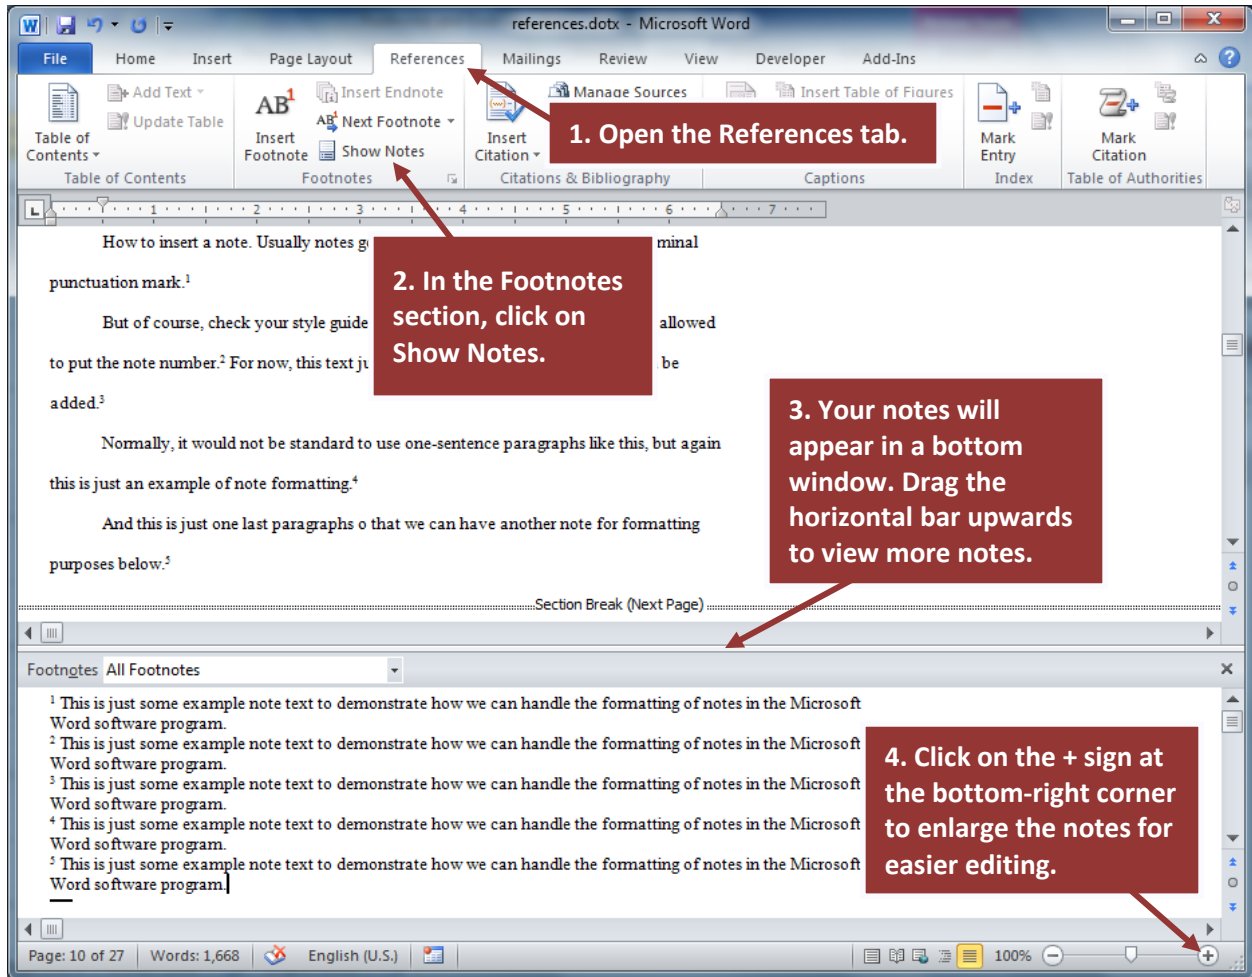 references.dotx - Microsoft Word
File Home Insert Page Layout References Mailings Review View Developer Add-Ins
Table of Contents
Add Text
Update Table
Table of Contents
AB1
Insert Footnote
Insert Endnote
AB1 Next Footnote
Show Notes
Footnotes
Insert Citation
Manage Sources
Citations & Bibliography
Insert Table of Figures
Captions
Mark Entry
Index
Mark Citation
Table of Authorities
1. Open the References tab.
L
1 2 3 4 5 6 7
How to insert a note. Usually notes minal
punctuation mark.1
But of course, check your style guide allowed
to put the note number.2 For now, this text be
added.3
Normally, it would not be standard to use one-sentence paragraphs like this, but again
this is just an example of note formatting.4
And this is just one last paragraphs o that we can have another note for formatting
purposes below.5
Section Break (Next Page)
2. In the Footnotes
section, click on
Show Notes.
3. Your notes will
appear in a bottom
window. Drag the
horizontal bar upwards
to view more notes.
Footnotes All Footnotes
1 This is just some example note text to demonstrate how we can handle the formatting of notes in the Microsoft
Word software program.
2 This is just some example note text to demonstrate how we can handle the formatting of notes in the Microsoft
Word software program.
3 This is just some example note text to demonstrate how we can handle the formatting of notes in the Microsoft
Word software program.
4 This is just some example note text to demonstrate how we can handle the formatting of notes in the Microsoft
Word software program.
5 This is just some example note text to demonstrate how we can handle the formatting of notes in the Microsoft
Word software program.
4. Click on the + sign at
the bottom-right corner
to enlarge the notes for
easier editing.
Page: 10 of 27 Words: 1,668 English (U.S.) 100%